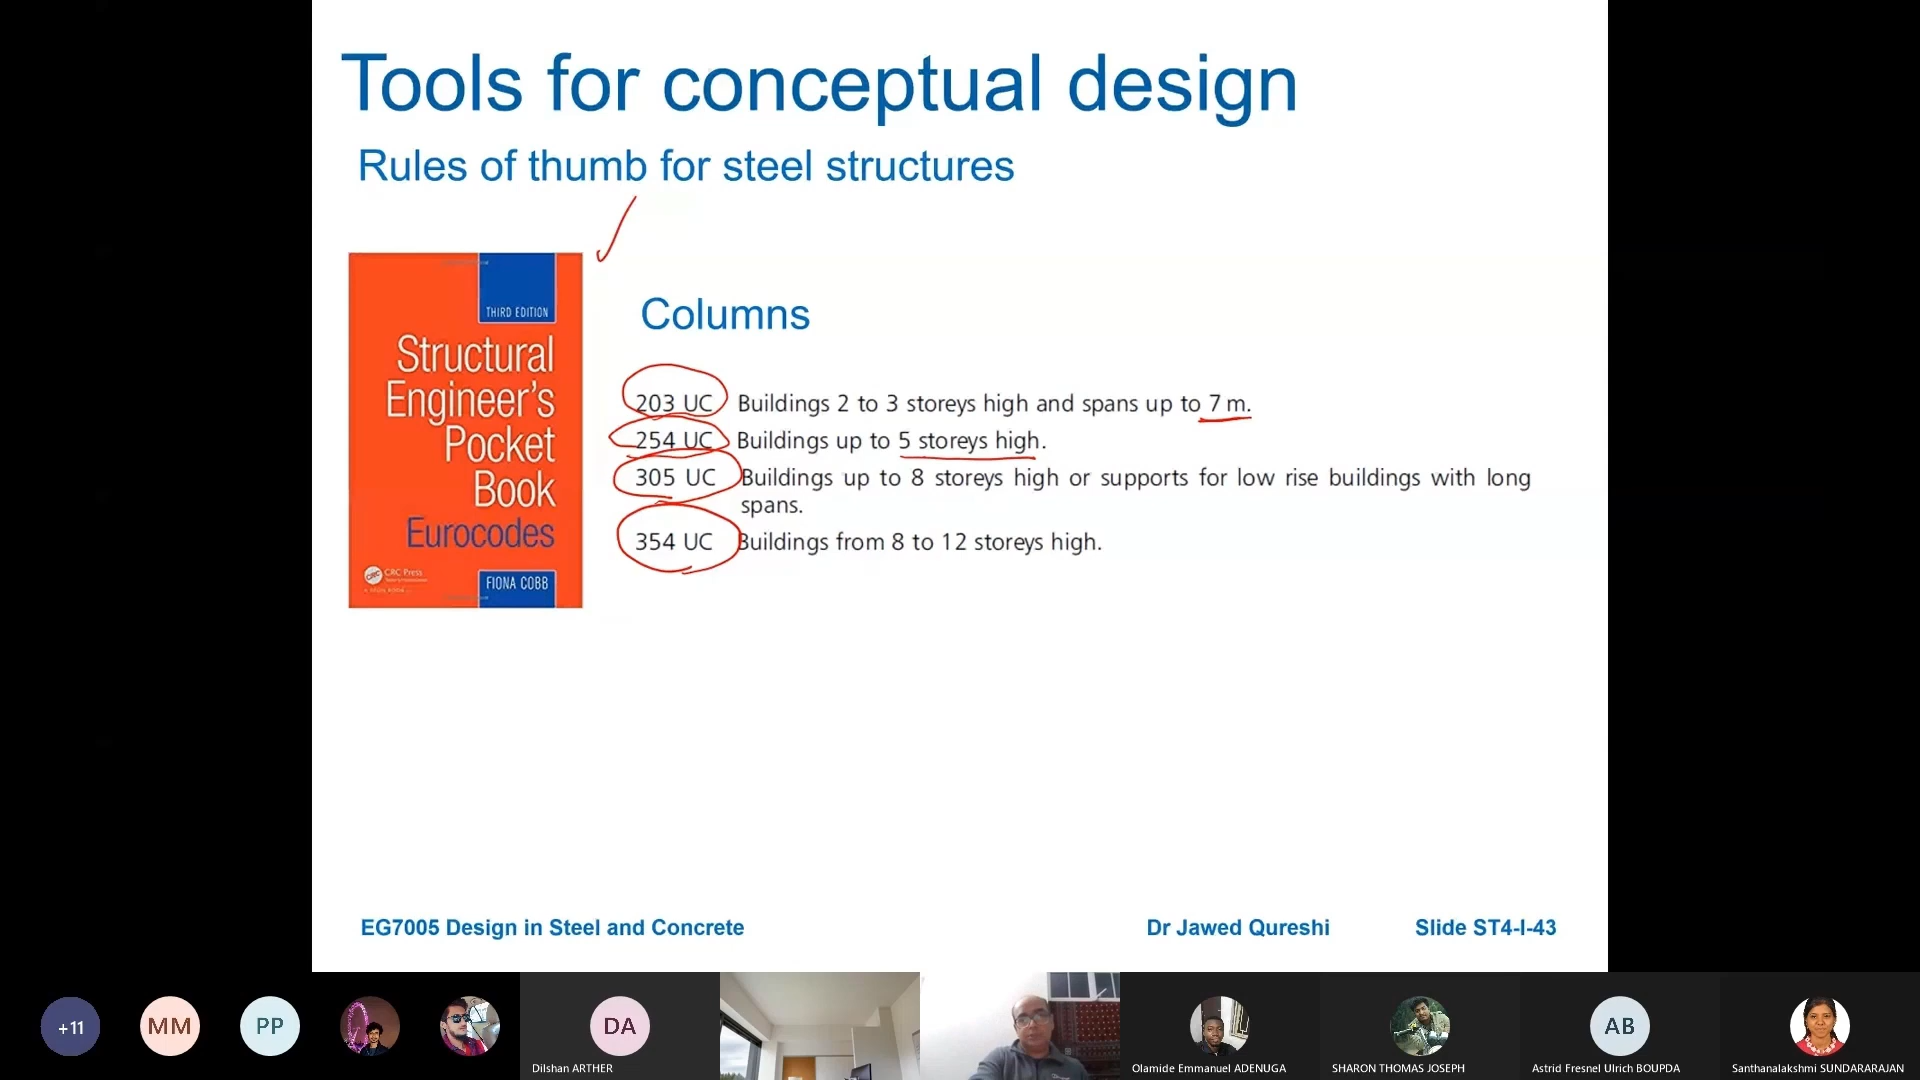 Tools for conceptual design
Rules of thumb for steel structures
THIRD EDITION
Structural
Engineer's
Pocket
Book
Eurocodes
CRC Press
FIONA COBB
Columns
203 UC Buildings 2 to 3 storeys high and spans up to 7 m.
254 UC Buildings up to 5 storeys high.
305 UC Buildings up to 8 storeys high or supports for low rise buildings with long
spans.
354 UC Buildings from 8 to 12 storeys high.
EG7005 Design in Steel and Concrete
Dr Jawed Qureshi
Slide ST4-I-43
+11
MM
PP
DA
Dilshan ARTHER
Olamide Emmanuel ADENUGA
SHARON THOMAS JOSEPH
AB
Astrid Fresnel Ulrich BOUPDA
Santhanalakshmi SUNDARARAJAN